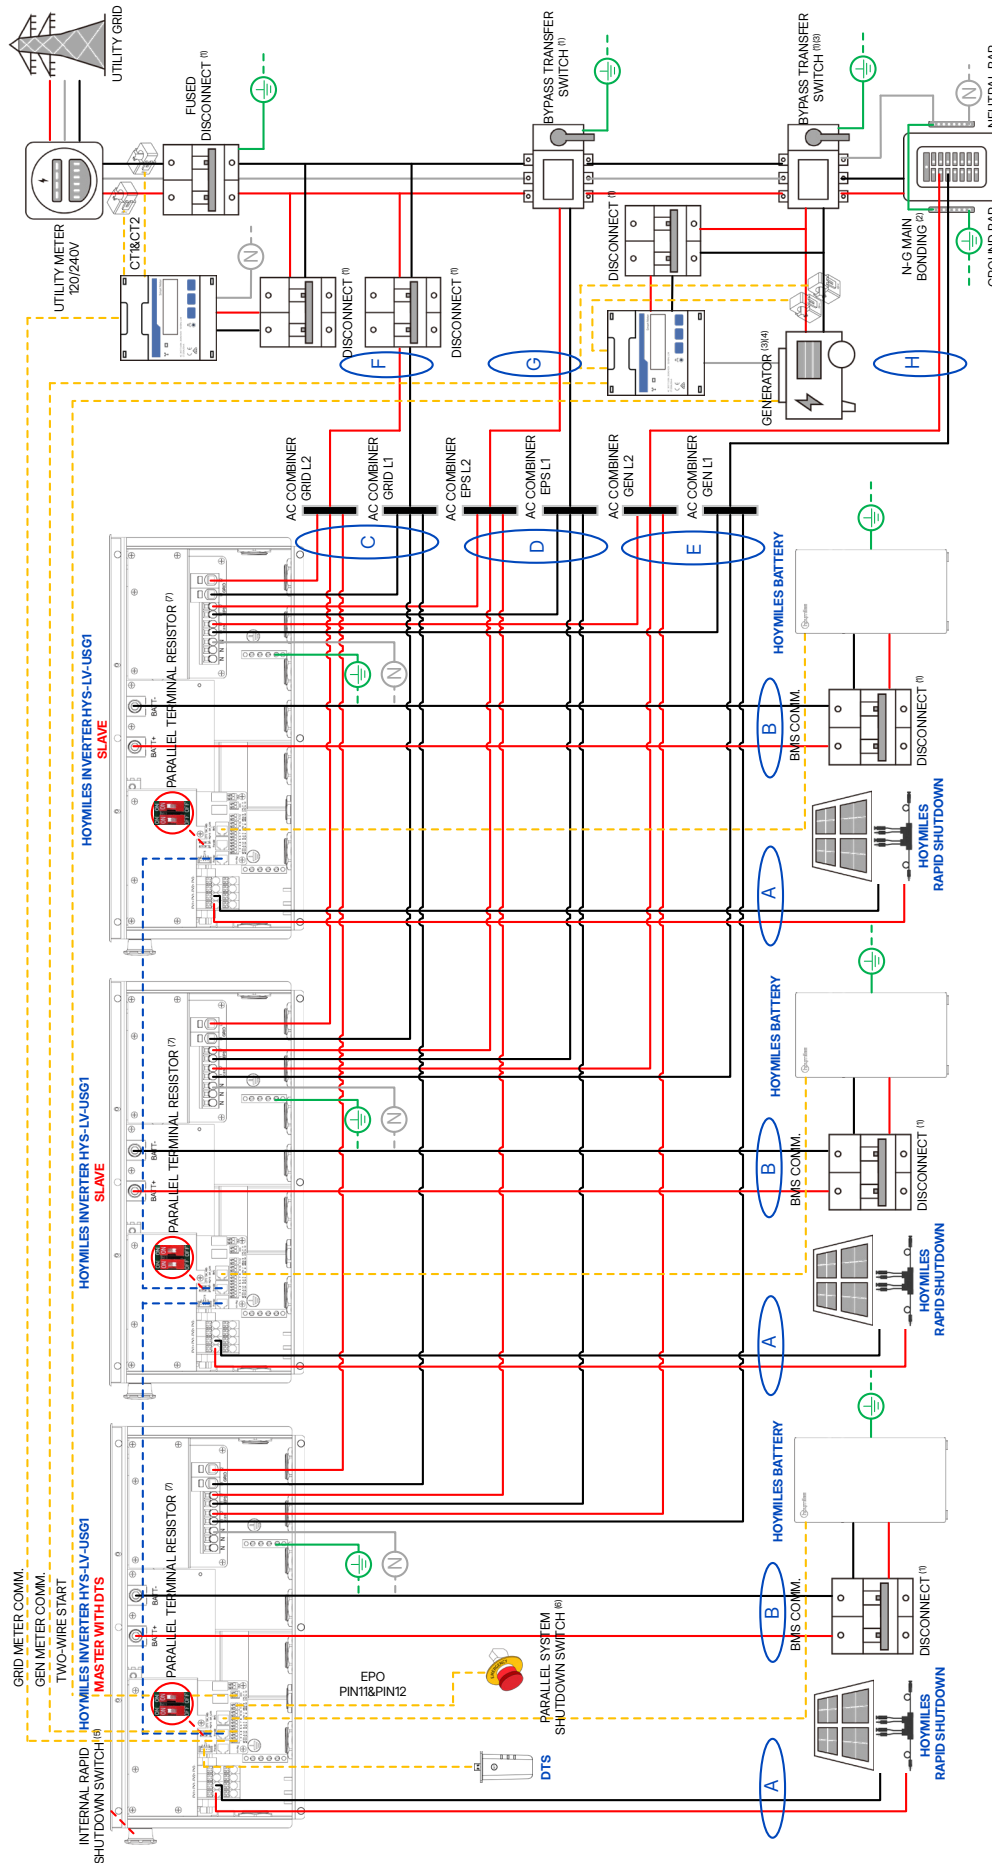 GRID METER COMM.
GEN METER COMM.
TWO-WIRE START
INTERNAL RAPID
SHUTDOWN SWITCH (5)
HOYMILES INVERTER HYS-LV-USG1
MASTER WITH DTS
BATT+
BATT-
PARALLEL TERMINAL RESISTOR (7)
N
EPO
PIN11&PIN12
EMERGENCY
PARALLEL SYSTEM
SHUTDOWN SWITCH (6)
DTS
A
B
BMS COMM.
DISCONNECT (1)
HOYMILES BATTERY
HOYMILES
RAPID SHUTDOWN
HOYMILES INVERTER HYS-LV-USG1
SLAVE
BATT+
BATT-
PARALLEL TERMINAL RESISTOR (7)
N
A
B
BMS COMM.
DISCONNECT (1)
HOYMILES BATTERY
HOYMILES
RAPID SHUTDOWN
HOYMILES INVERTER HYS-LV-USG1
SLAVE
BATT+
BATT-
PARALLEL TERMINAL RESISTOR (7)
N
A
B
BMS COMM.
DISCONNECT (1)
HOYMILES BATTERY
HOYMILES
RAPID SHUTDOWN
C
D
E
AC COMBINER
GRID L2
AC COMBINER
GRID L1
AC COMBINER
EPS L2
AC COMBINER
EPS L1
AC COMBINER
GEN L2
AC COMBINER
GEN L1
F
G
H
UTILITY METER
120/240V
UTILITY GRID
CT1&CT2
N
FUSED
DISCONNECT (1)
DISCONNECT (1)
DISCONNECT (1)
BYPASS TRANSFER
SWITCH (1)
DISCONNECT (1)
GENERATOR (3)(4)
BYPASS TRANSFER
SWITCH (1)(3)
N-G MAIN
BONDING (2)
GROUND BAR
NEUTRAL BAR
N